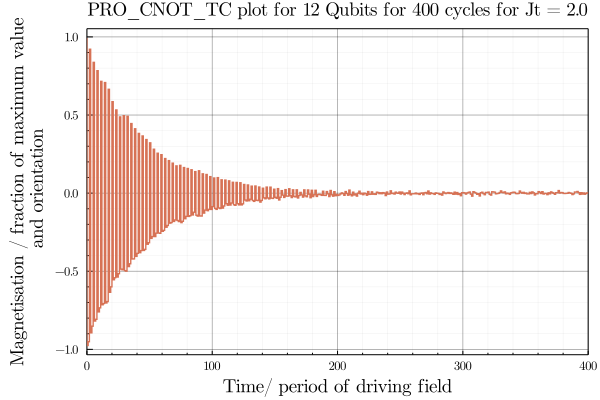 PRO_CNOT_TC plot for 12 Qubits for 400 cycles for Jt = 2.0
Magnetisation / fraction of maximum value
and orientation
1.0
0.5
0.0
−0.5
−1.0
0 100 200 300 400
Time/ period of driving field